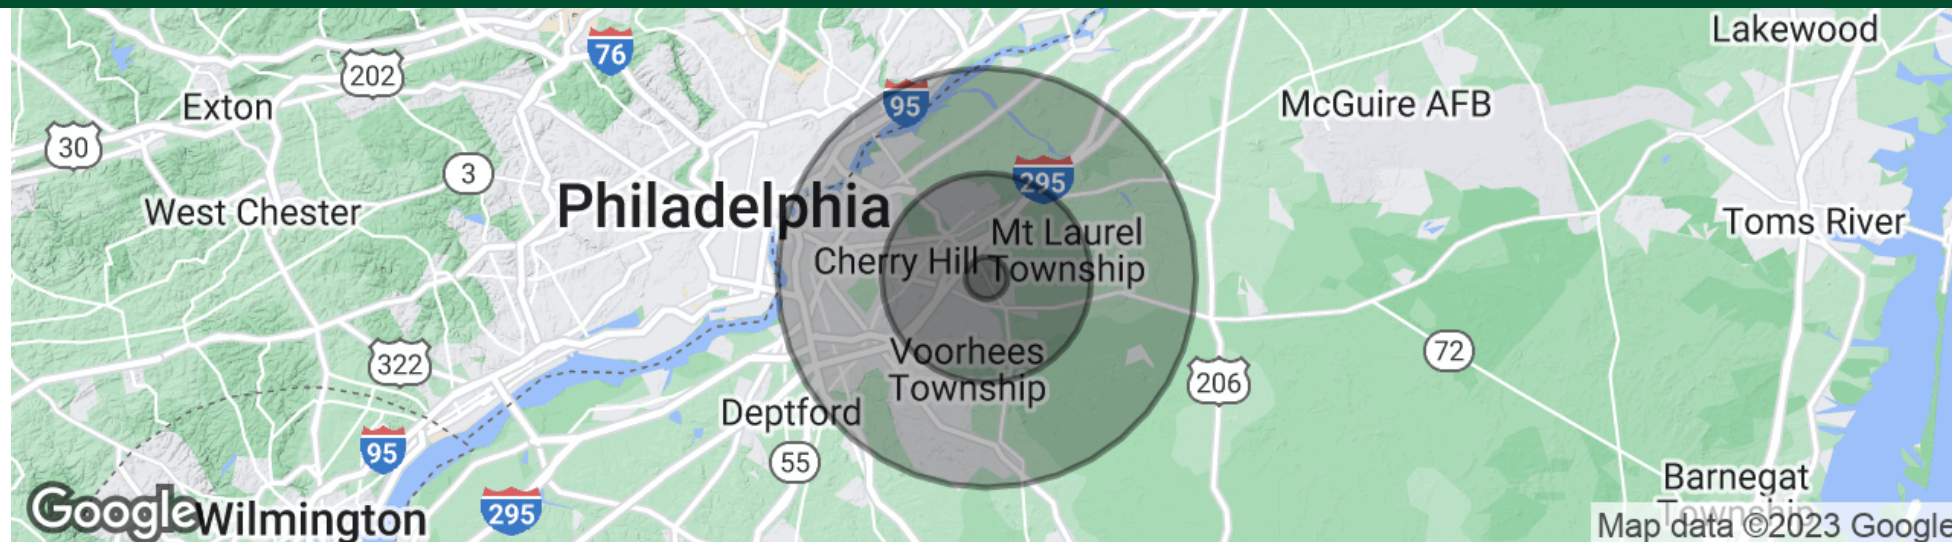 Lakewood
76
202
Exton
95
McGuire AFB
30
3
295
Philadelphia
West Chester
Mt Laurel
Township
Toms River
Cherry Hill
Voorhees
Township
72
322
206
Deptford
95
55
Barnegat
Township
Google
Wilmington
295
Map data ©2023 Google